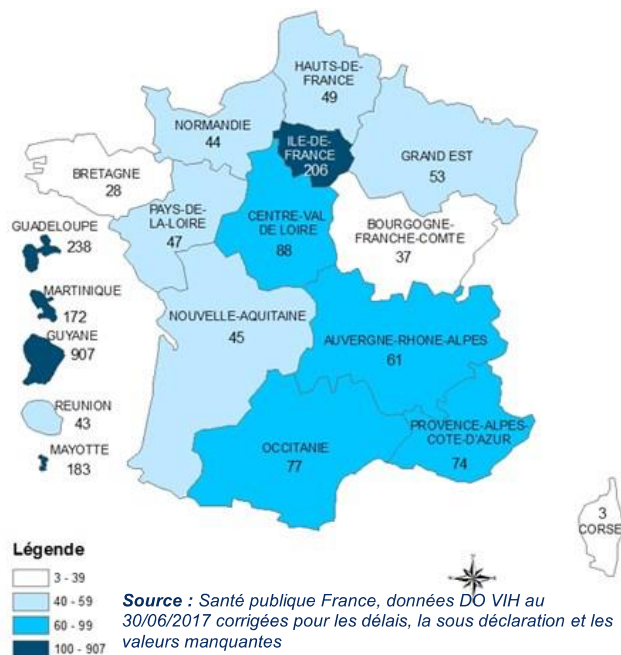 HAUTS-DE-
FRANCE
49
NORMANDIE
44
ILE-DE-
FRANCE
206
GRAND EST
53
BRETAGNE
28
PAYS-DE-
LA-LOIRE
47
CENTRE-VAL
DE LOIRE
88
BOURGOGNE-
FRANCHE-COMTE
37
GUADELOUPE
238
MARTINIQUE
172
GUYANE
907
NOUVELLE-AQUITAINE
45
AUVERGNE-RHONE-ALPES
61
REUNION
43
MAYOTTE
183
OCCITANIE
77
PROVENCE-ALPES-
COTE-D'AZUR
74
3
CORSE
Légende
3 - 39
40 - 59
60 - 99
100 - 907
Source : Santé publique France, données DO VIH au
30/06/2017 corrigées pour les délais, la sous déclaration et les
valeurs manquantes